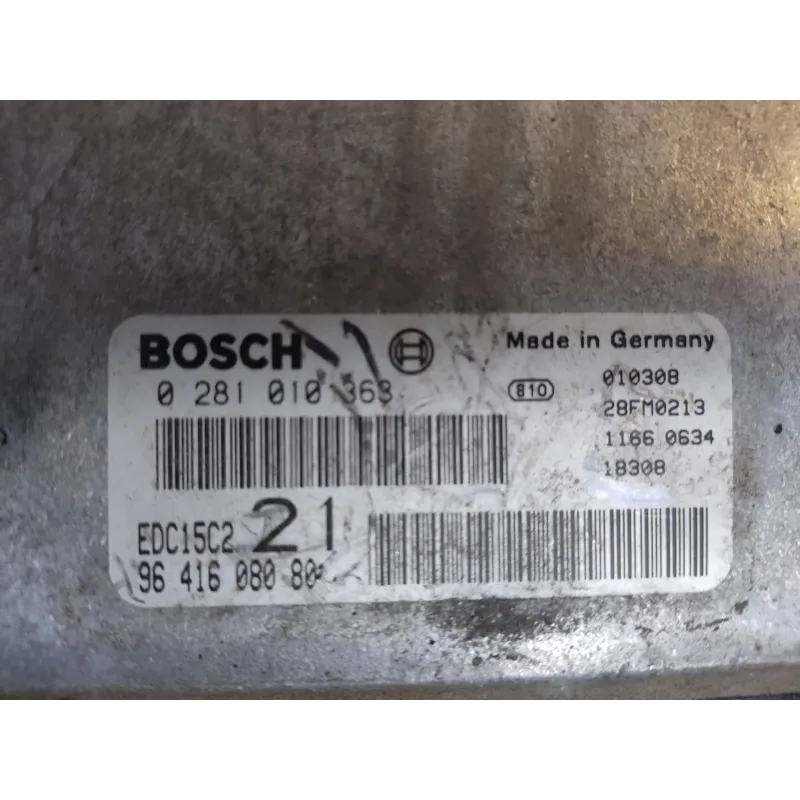 BOSCH
Made in Germany
0 281 010 363
810
010308
28FM0213
1166 0634
18308
EDC15C2 21
96 416 080 80